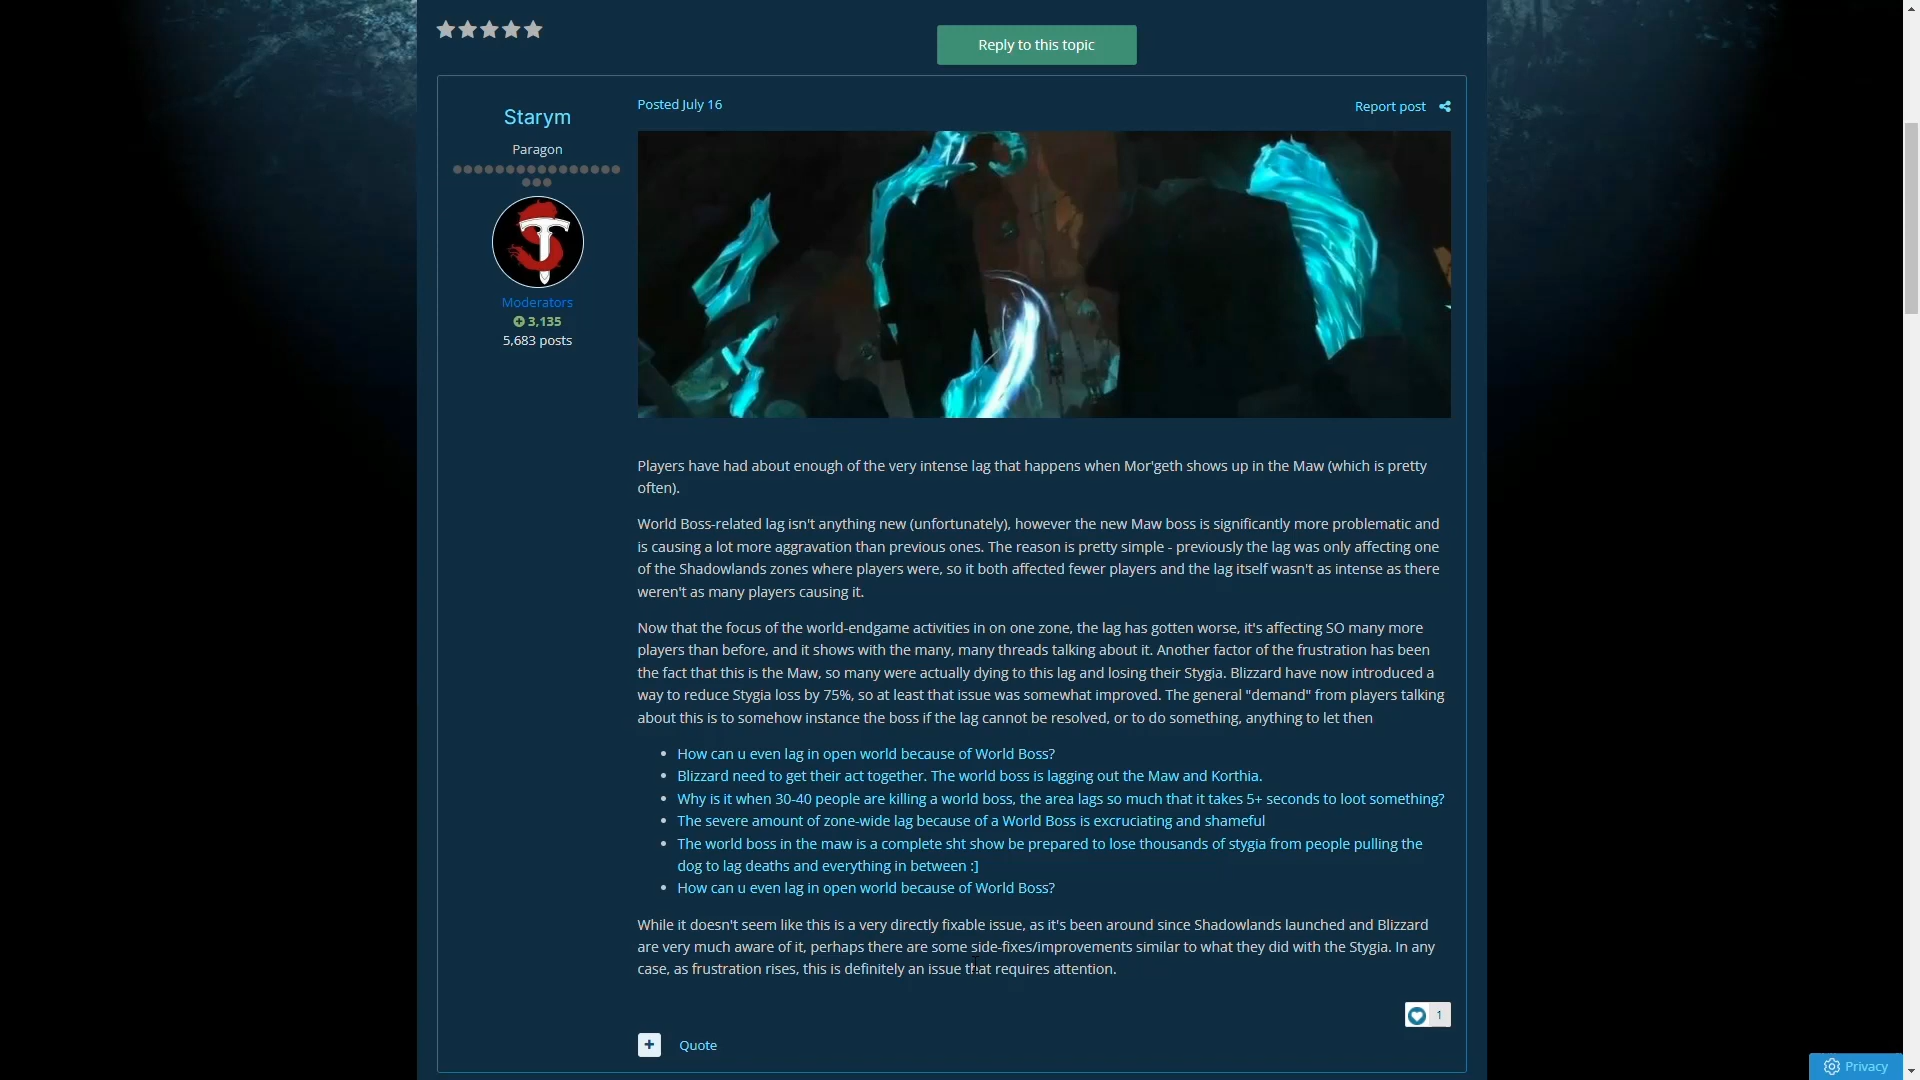 Reply to this topic
Starym
Paragon
Moderators
3,135
5,683 posts
Posted July 16
Report post
Players have had about enough of the very intense lag that happens when Mor'geth shows up in the Maw (which is pretty
often).
World Boss-related lag isn't anything new (unfortunately), however the new Maw boss is significantly more problematic and
is causing a lot more aggravation than previous ones. The reason is pretty simple - previously the lag was only affecting one
of the Shadowlands zones where players were, so it both affected fewer players and the lag itself wasn't as intense as there
weren't as many players causing it.
Now that the focus of the world-endgame activities in on one zone, the lag has gotten worse, it's affecting SO many more
players than before, and it shows with the many, many threads talking about it. Another factor of the frustration has been
the fact that this is the Maw, so many were actually dying to this lag and losing their Stygia. Blizzard have now introduced a
way to reduce Stygia loss by 75%, so at least that issue was somewhat improved. The general "demand" from players talking
about this is to somehow instance the boss if the lag cannot be resolved, or to do something, anything to let then
How can u even lag in open world because of World Boss?
Blizzard need to get their act together. The world boss is lagging out the Maw and Korthia.
Why is it when 30-40 people are killing a world boss, the area lags so much that it takes 5+ seconds to loot something?
The severe amount of zone-wide lag because of a World Boss is excruciating and shameful
The world boss in the maw is a complete sht show be prepared to lose thousands of stygia from people pulling the
dog to lag deaths and everything in between :]
How can u even lag in open world because of World Boss?
While it doesn't seem like this is a very directly fixable issue, as it's been around since Shadowlands launched and Blizzard
are very much aware of it, perhaps there are some side-fixes/improvements similar to what they did with the Stygia. In any
case, as frustration rises, this is definitely an issue that requires attention.
1
+ Quote
Privacy